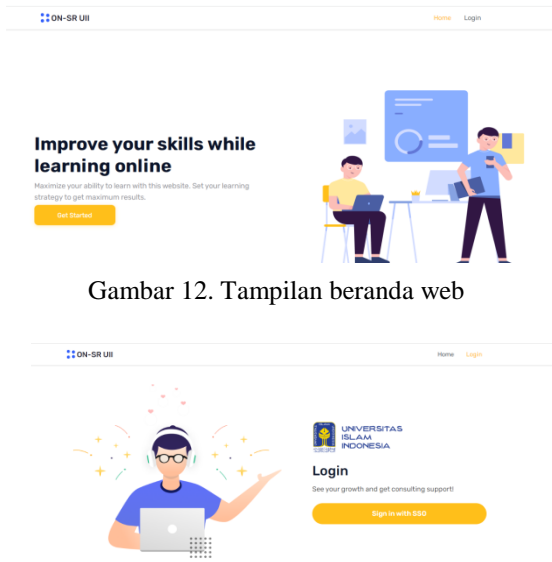 ON-SR UII
Home Login
Improve your skills while
learning online
Maximize your ability to learn with this website. Set your learning
strategy to get maximum results.
Get Started
Gambar 12. Tampilan beranda web
ON-SR UII
Home Login
UNIVERSITAS
ISLAM
INDONESIA
Login
See your growth and get consulting support!
Sign in with SSO